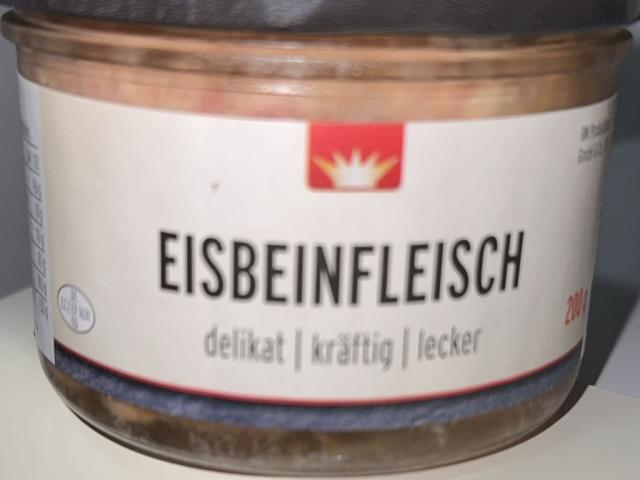 EISBEINFLEISCH
delikat | kräftig | lecker
200 g